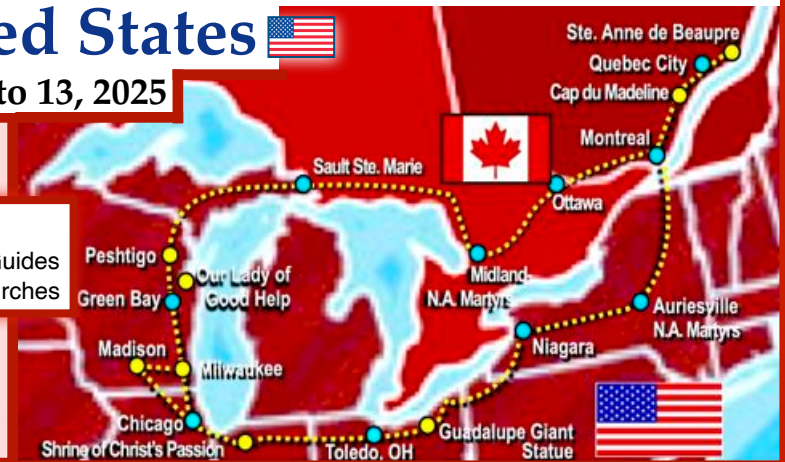 ed States
to 13, 2025
Guides
rches
Ste. Anne de Beaupre
Quebec City
Cap du Madeline
Montreal
Sault Ste. Marie
Ottawa
Peshtigo
Our Lady of
Good Help
Green Bay
Midland-
N.A. Martyrs
Auriesville
N.A. Martyrs
Niagara
Madison
Milwaukee
Chicago
Shrine of Christ's Passion
Toledo, OH
Guadalupe Giant
Statue